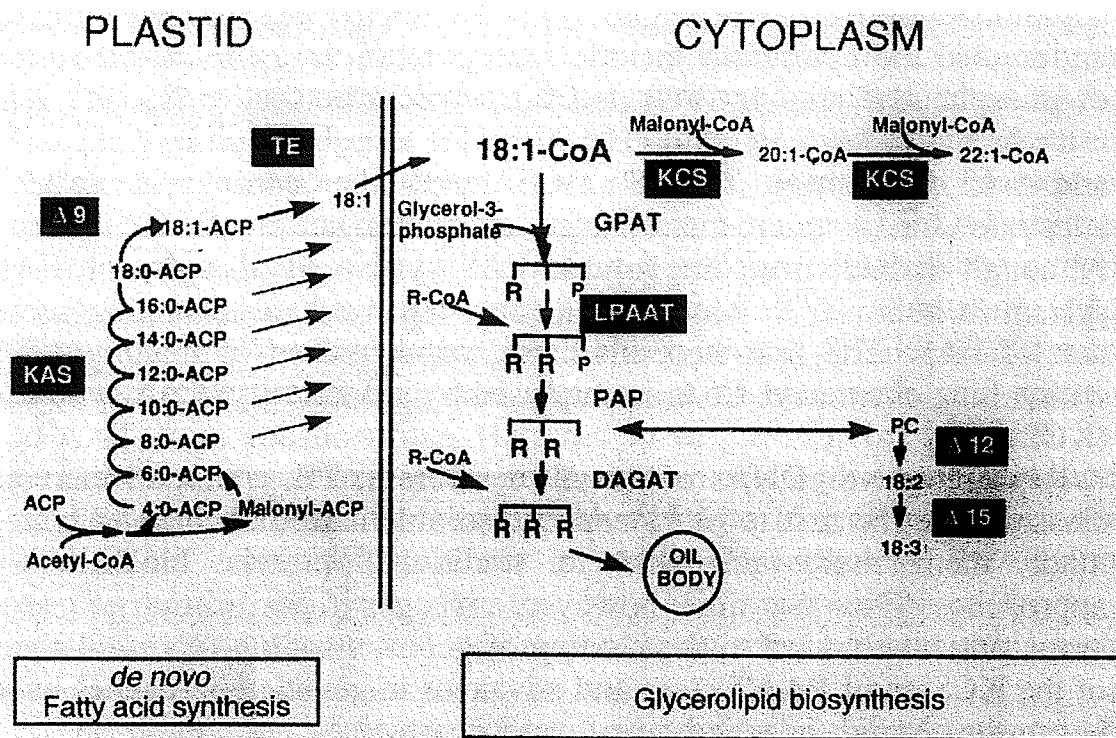 PLASTID
CYTOPLASM
TE
Δ 9
18:1-ACP
18:1
18:0-ACP
16:0-ACP
14:0-ACP
KAS
12:0-ACP
10:0-ACP
8:0-ACP
6:0-ACP
ACP
4:0-ACP
Malonyl-ACP
Acetyl-CoA
de novo
Fatty acid synthesis
Malonyl-CoA
Malonyl-CoA
18:1-CoA
20:1-CoA
22:1-CoA
KCS
KCS
Glycerol-3-
phosphate
GPAT
R P
R-CoA
LPAAT
R R P
PAP
R R
PC
Δ 12
R-CoA
DAGAT
18:2
R R R
Δ 15
18:3
OIL
BODY
Glycerolipid biosynthesis